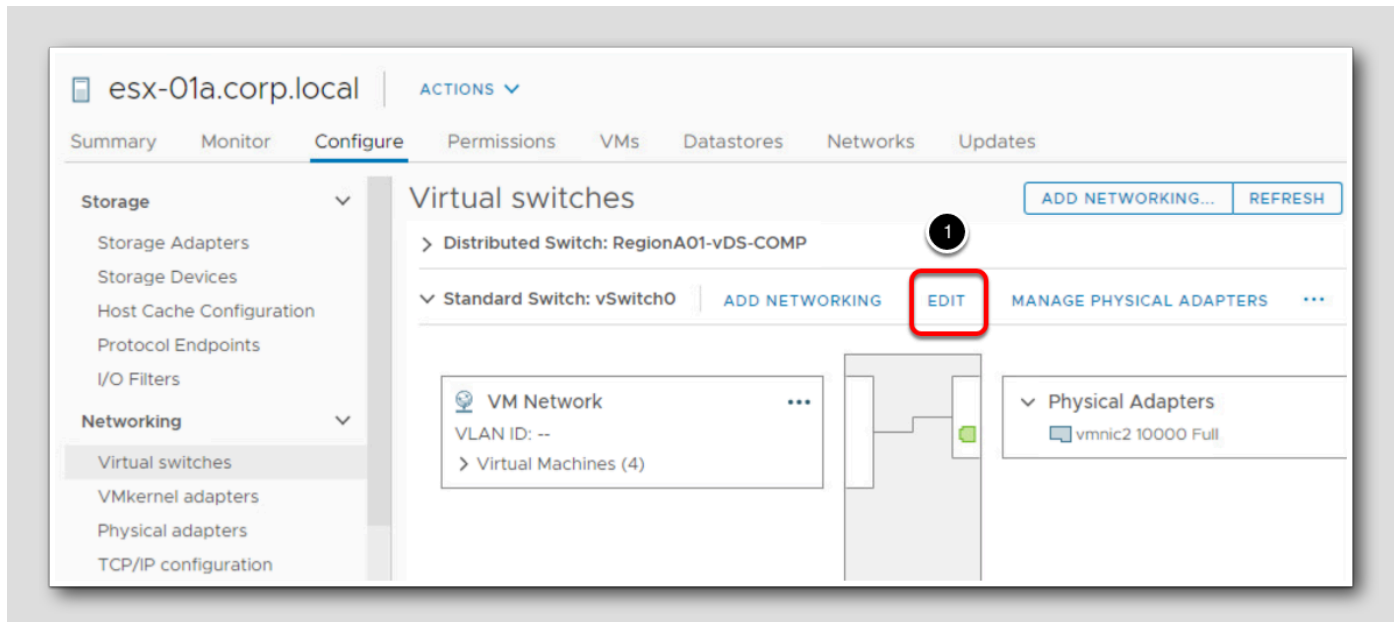 esx-01a.corp.local ACTIONS
Summary Monitor Configure Permissions VMs Datastores Networks Updates
Storage
Storage Adapters
Storage Devices
Host Cache Configuration
Protocol Endpoints
I/O Filters
Networking
Virtual switches
VMkernel adapters
Physical adapters
TCP/IP configuration
Virtual switches
ADD NETWORKING... REFRESH
Distributed Switch: RegionA01-vDS-COMP
1
Standard Switch: vSwitch0 ADD NETWORKING EDIT MANAGE PHYSICAL ADAPTERS ...
VM Network ...
VLAN ID: --
Virtual Machines (4)
Physical Adapters
vmnic2 10000 Full